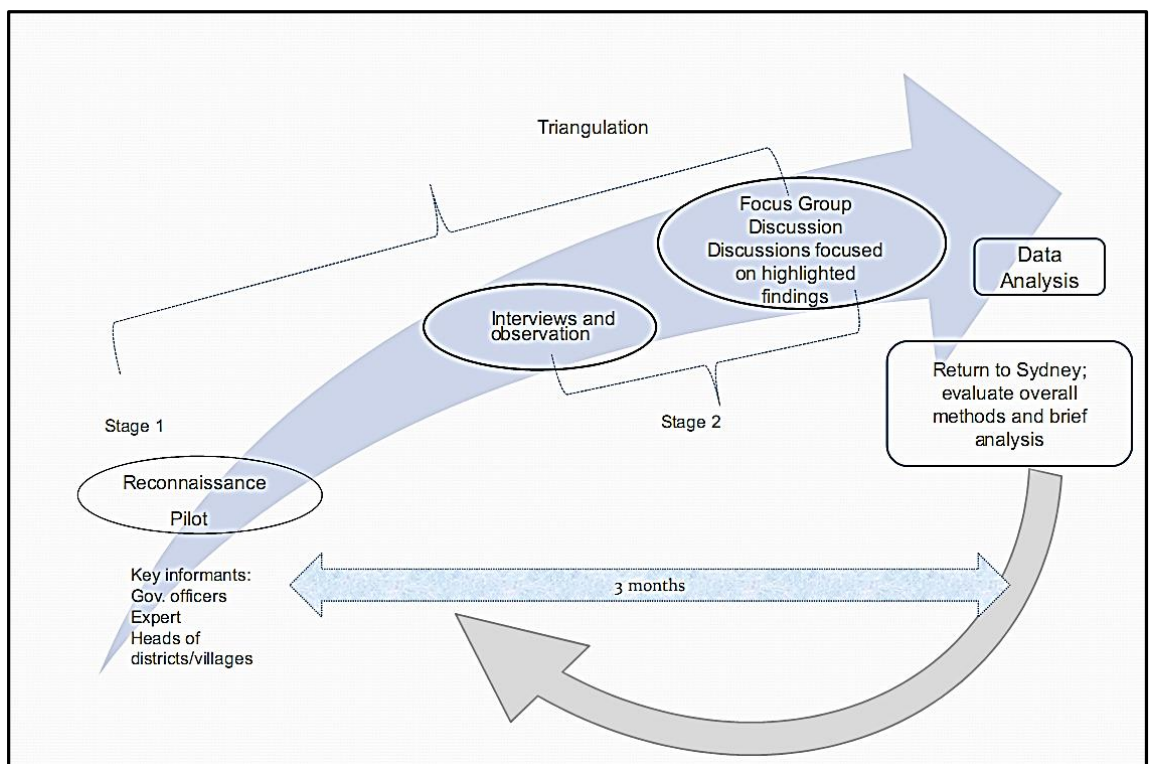 Triangulation
Focus Group
Discussion
Discussions focused
on highlighted
findings
Data
Analysis
Interviews and
observation
Return to Sydney;
evaluate overall
methods and brief
analysis
Stage 1
Stage 2
Reconnaissance
Pilot
Key informants:
Gov. officers
Expert
Heads of
districts/villages
3 months